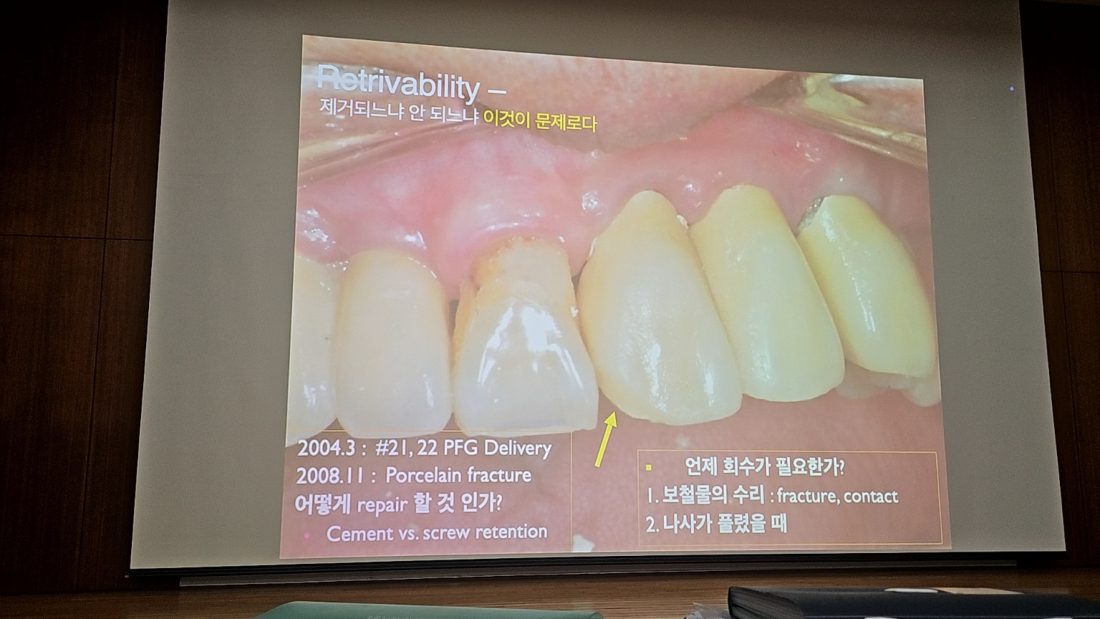 Retrivability –
제거되느냐 안 되느냐 이것이 문제로다
2004.3 : #21, 22 PFG Delivery
2008.11 : Porcelain fracture
어떻게 repair 할 것 인가?
• Cement vs. screw retention
▪ 언제 회수가 필요한가?
1. 보철물의 수리 : fracture, contact
2. 나사가 풀렸을 때